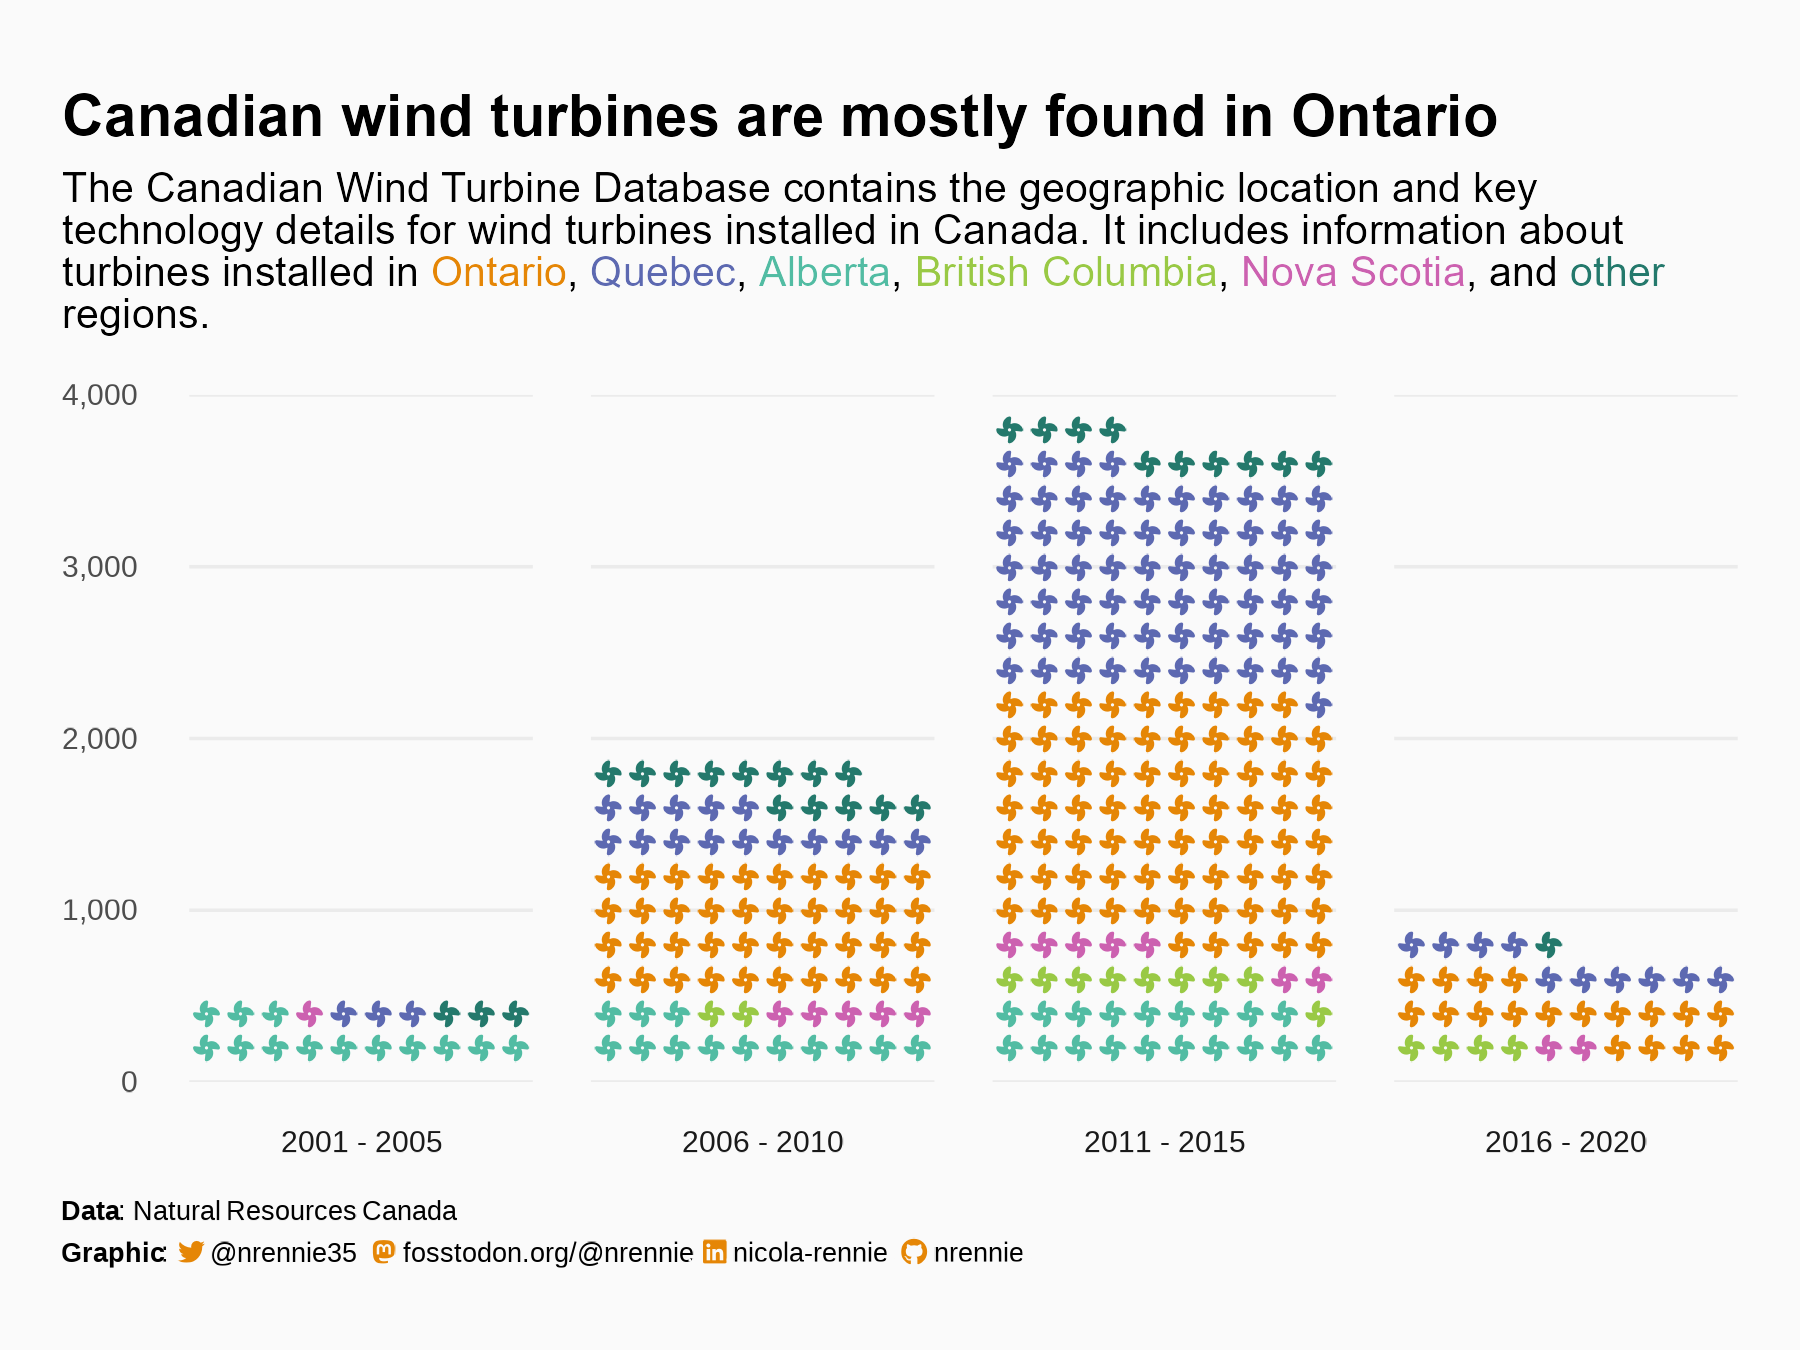 Canadian wind turbines are mostly found in Ontario
The Canadian Wind Turbine Database contains the geographic location and key
technology details for wind turbines installed in Canada. It includes information about
turbines installed in Ontario, Quebec, Alberta, British Columbia, Nova Scotia, and other
regions.
4,000
3,000
2,000
1,000
0
2001 - 2005
2006 - 2010
2011 - 2015
2016 - 2020
Data: Natural Resources Canada
Graphic: @nrennie35 fosstodon.org/@nrennie nicola-rennie nrennie